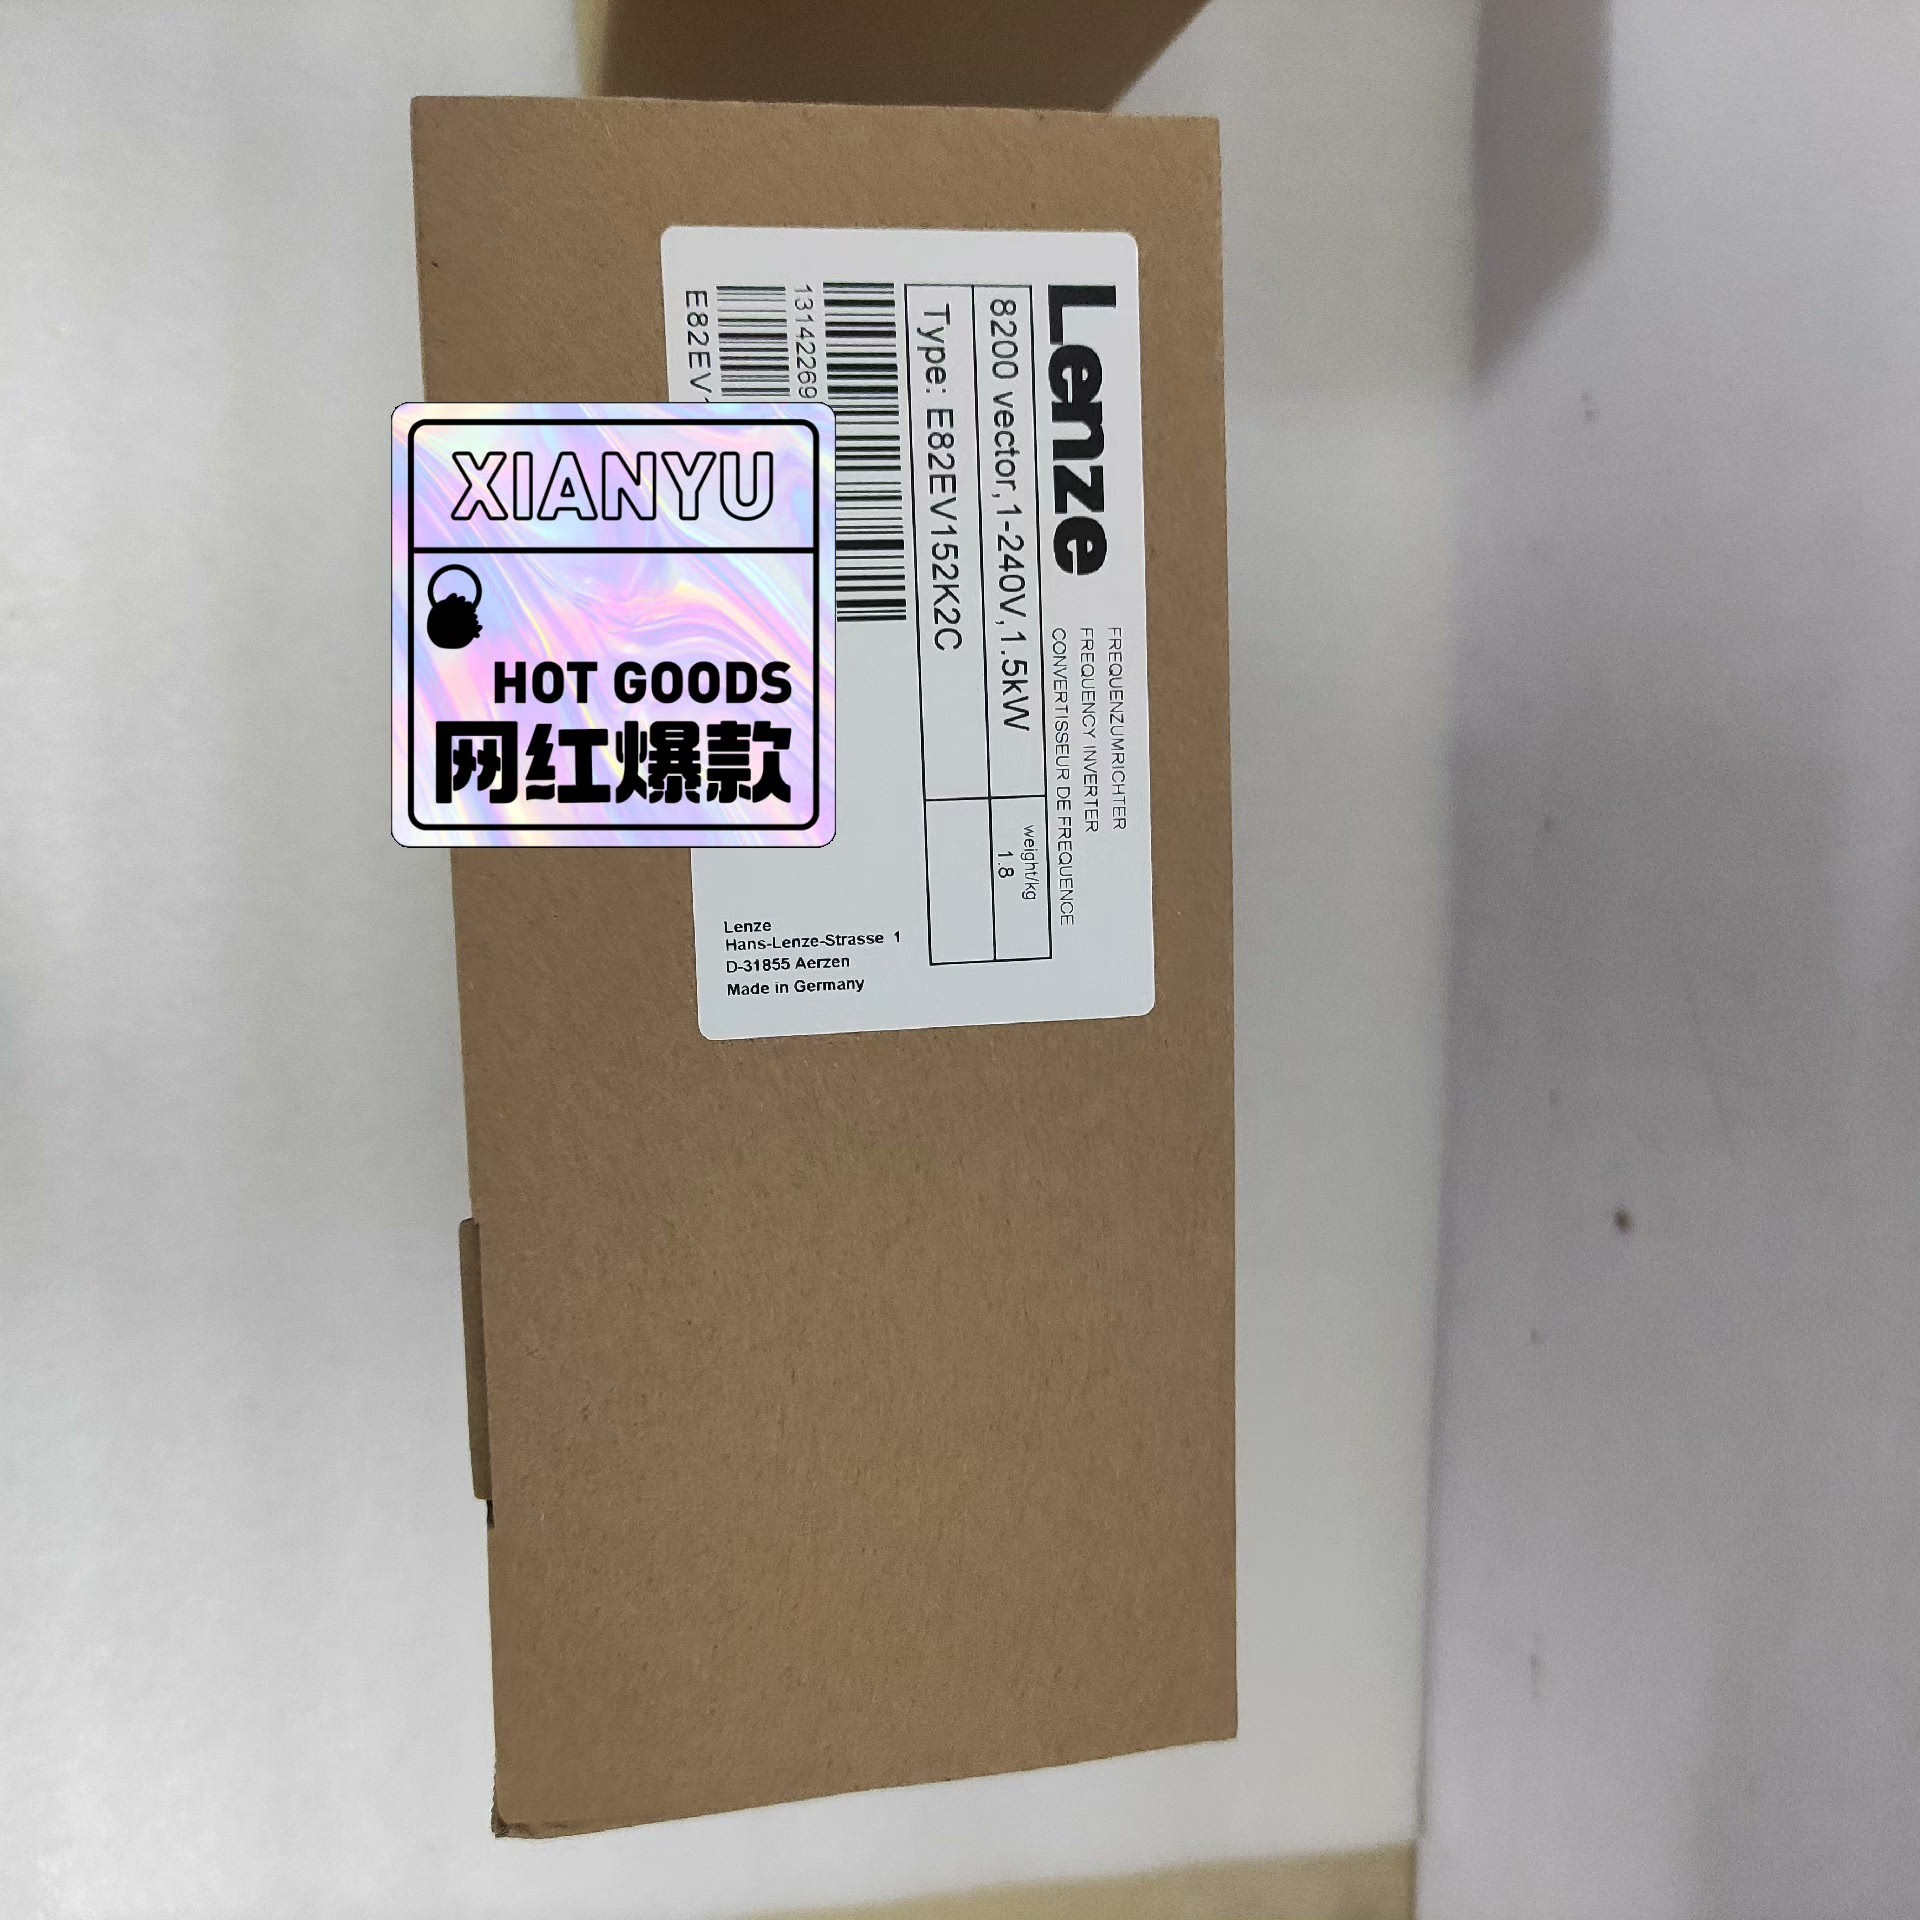 Lenze
FREQUENZUMRICHTER
FREQUENCY INVERTER
CONVERTISSEUR DE FREQUENCE
8200 vector,1-240V,1.5kW
weight/kg
1.8
Type: E82EV152K2C
13142269
E82EV
Lenze
Hans-Lenze-Strasse 1
D-31855 Aerzen
Made in Germany
XIANYU
HOT GOODS
网红爆款